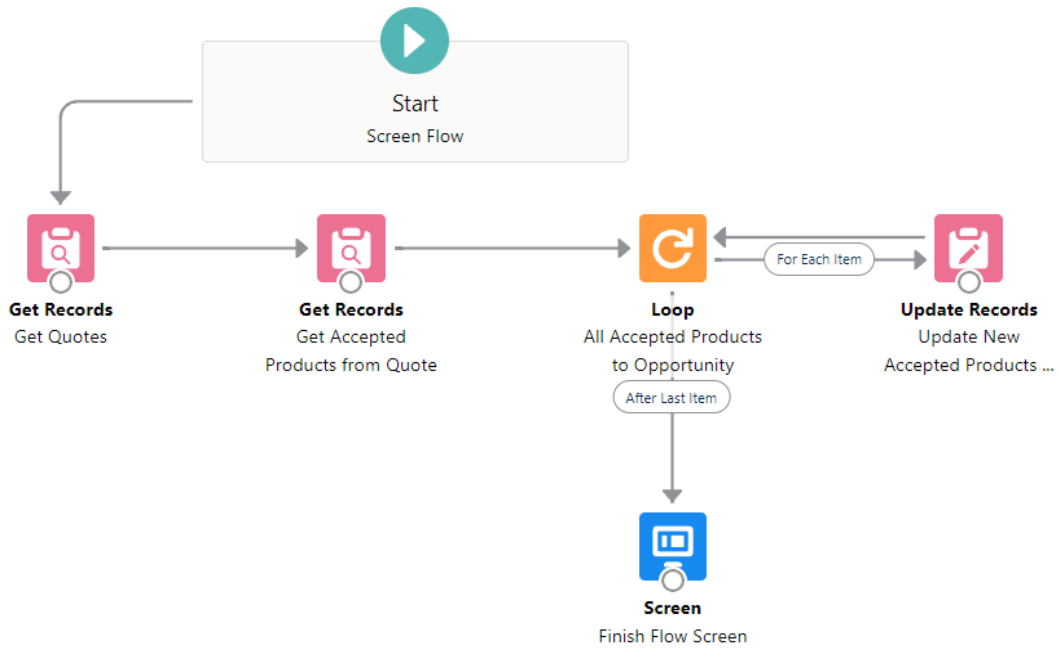 Start
Screen Flow
Get Records
Get Quotes
Get Records
Get Accepted
Products from Quote
Loop
All Accepted Products
to Opportunity
For Each Item
Update Records
Update New
Accepted Products ...
After Last Item
Screen
Finish Flow Screen